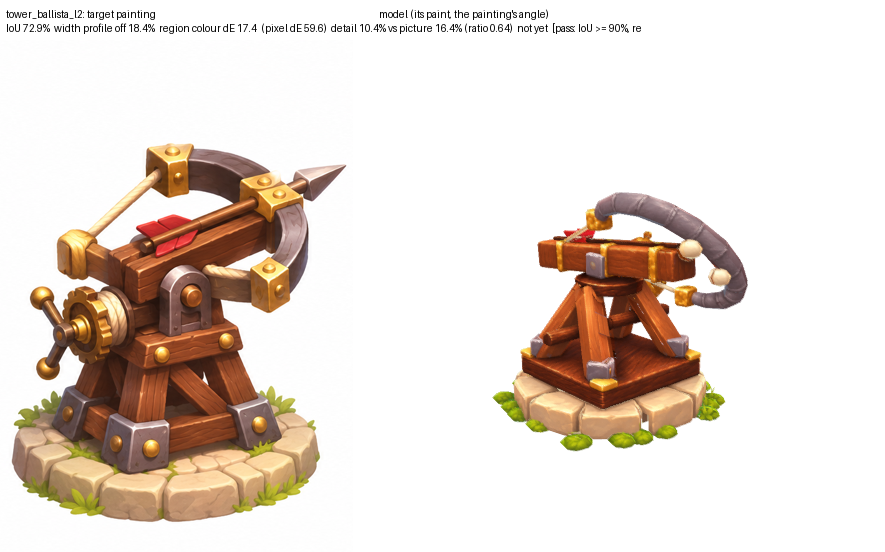 tower_ballista_l2: target painting
model (its paint, the painting's angle)
IoU 72.9% width profile off 18.4% region colour dE 17.4 (pixel dE 59.6) detail 10.4% vs picture 16.4% (ratio 0.64) not yet [pass: IoU >= 90%, re